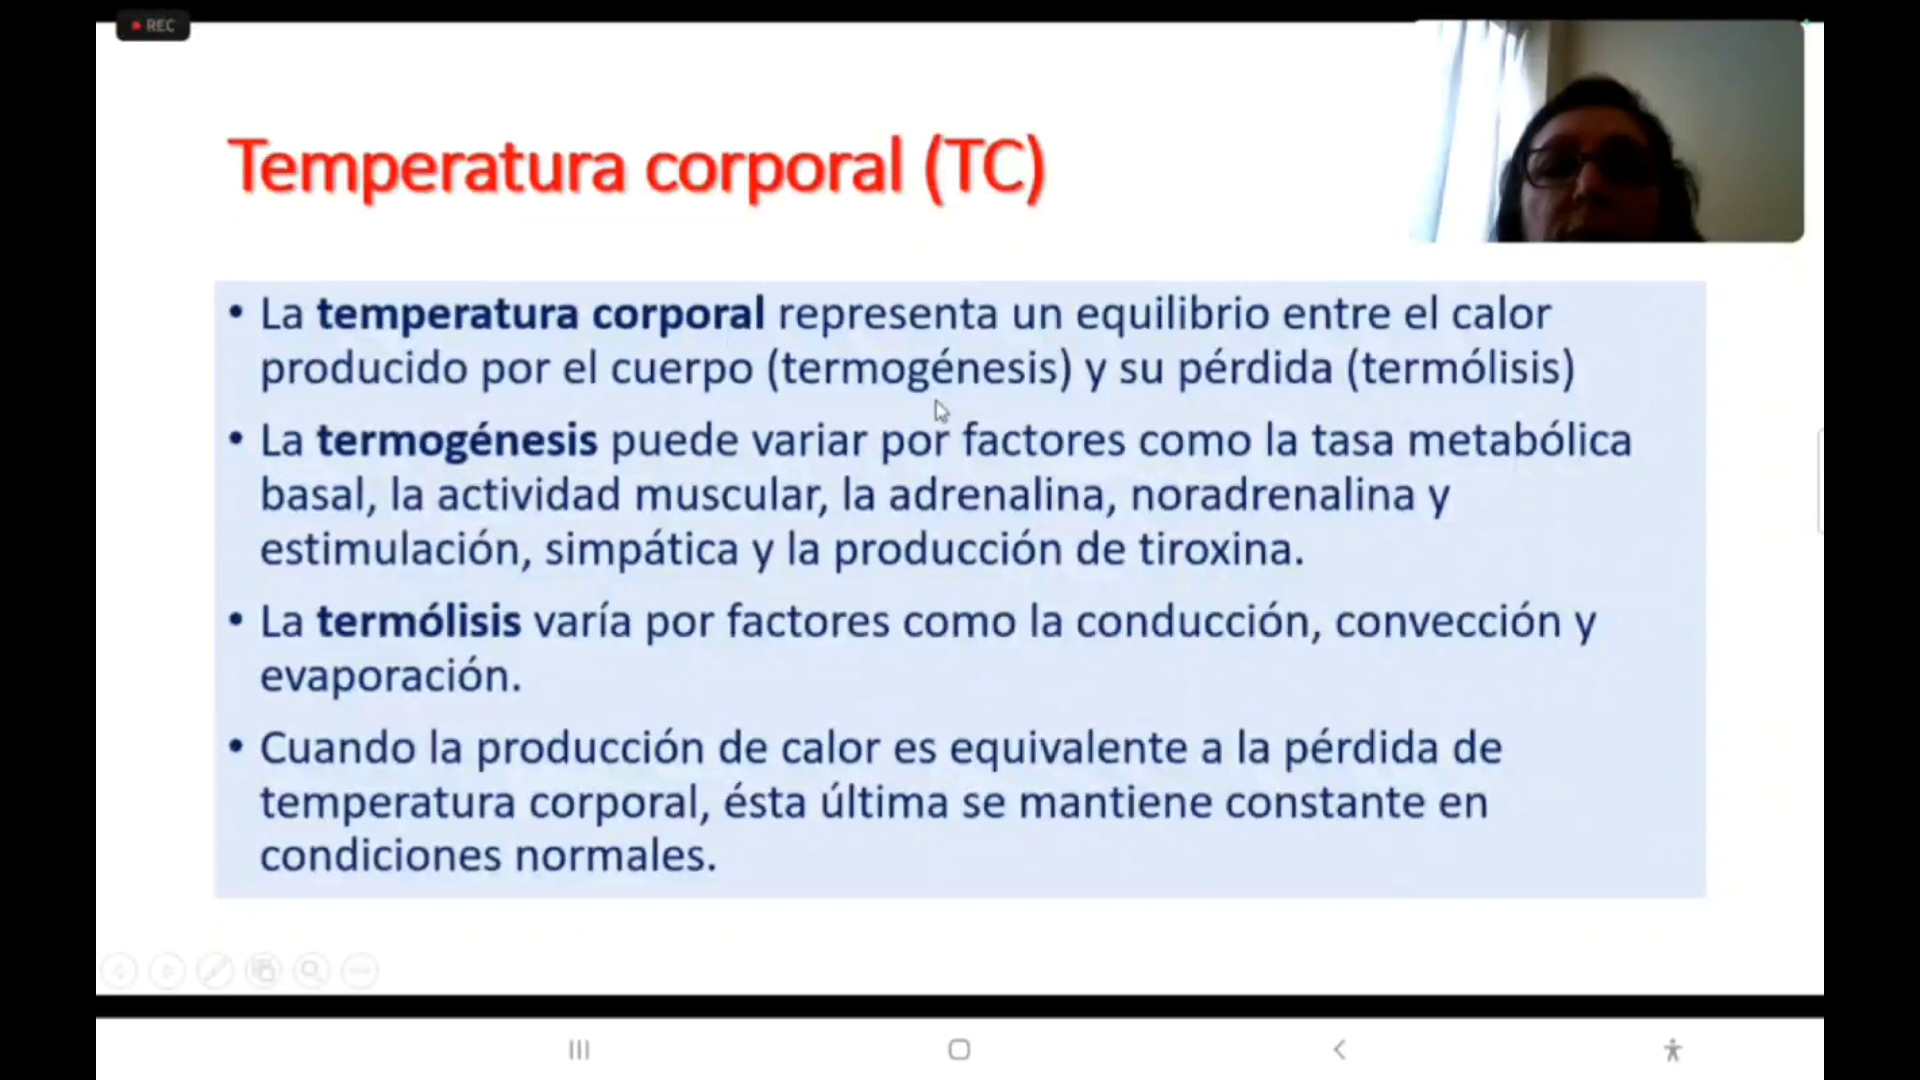 REC
Temperatura corporal (TC)
• La temperatura corporal representa un equilibrio entre el calor
producido por el cuerpo (termogénesis) y su pérdida (termólisis)
• La termogénesis puede variar por factores como la tasa metabólica
basal, la actividad muscular, la adrenalina, noradrenalina y
estimulación, simpática y la producción de tiroxina.
• La termólisis varía por factores como la conducción, convección y
evaporación.
• Cuando la producción de calor es equivalente a la pérdida de
temperatura corporal, ésta última se mantiene constante en
condiciones normales.